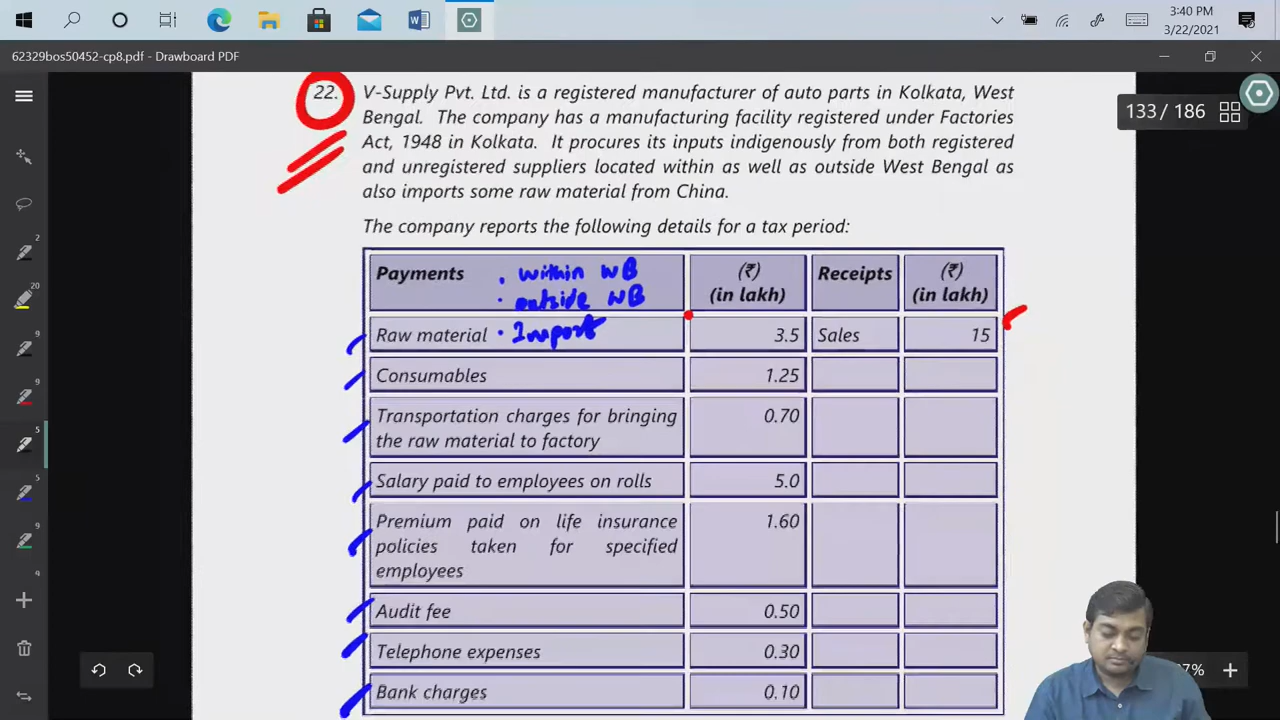 3:40 PM
3/22/2021
62329bos50452-cp8.pdf - Drawboard PDF
133 / 186
22. V-Supply Pvt. Ltd. is a registered manufacturer of auto parts in Kolkata, West
Bengal. The company has a manufacturing facility registered under Factories
Act, 1948 in Kolkata. It procures its inputs indigenously from both registered
and unregistered suppliers located within as well as outside West Bengal as
also imports some raw material from China.
The company reports the following details for a tax period:
Payments (₹) Receipts (₹)
(in lakh) (in lakh)
· within WB
· outside WB
· Import
Raw material 3.5 Sales 15
Consumables 1.25
Transportation charges for bringing 0.70
the raw material to factory
Salary paid to employees on rolls 5.0
Premium paid on life insurance 1.60
policies taken for specified
employees
Audit fee 0.50
Telephone expenses 0.30
Bank charges 0.10
2
20
9
9
5
5
9